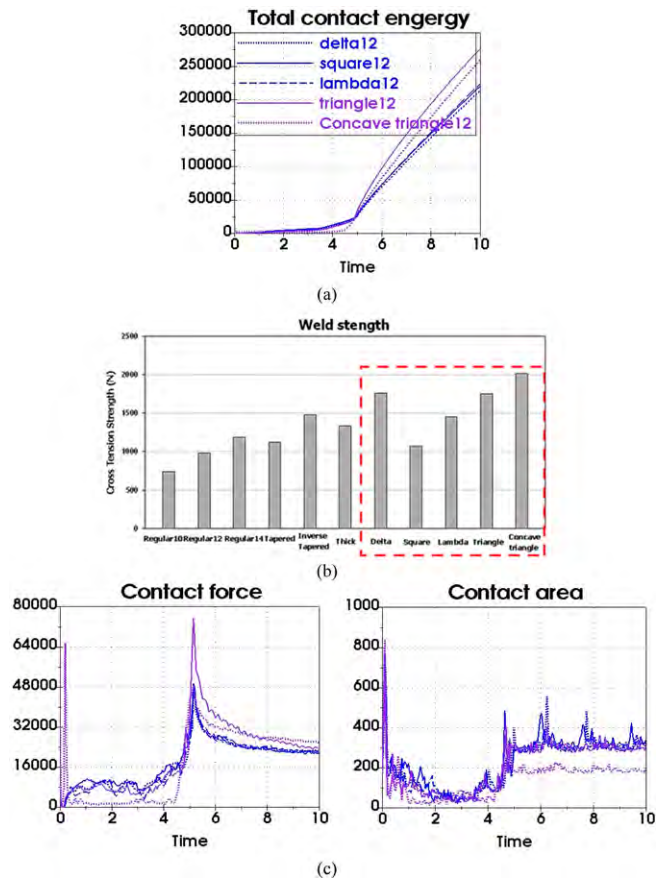 Total contact engergy
300000
250000
200000
150000
100000
50000
0
delta12
square12
lambda12
triangle12
Concave triangle12
0 2 4 6 8 10
Time
(a)
Weld stength
Cross Tension Strength (N)
2500
2000
1500
1000
500
0
Regular10 Regular12 Regular14 Tapered Inverse Tapered Thick Delta Square Lambda Triangle Concave triangle
(b)
Contact force
80000
64000
48000
32000
16000
0
0 2 4 6 8 10
Time
Contact area
1000
800
600
400
200
0
0 2 4 6 8 10
Time
(c)